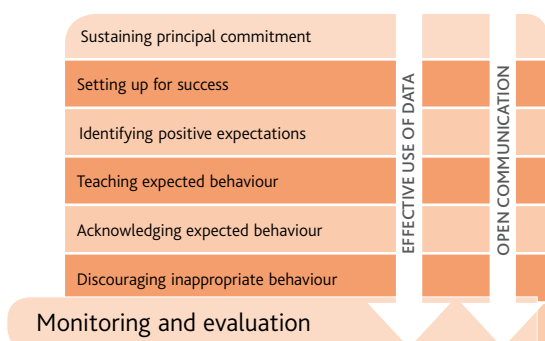 Sustaining principal commitment
Setting up for success
Identifying positive expectations
Teaching expected behaviour
Acknowledging expected behaviour
Discouraging inappropriate behaviour
Monitoring and evaluation
EFFECTIVE USE OF DATA
OPEN COMMUNICATION